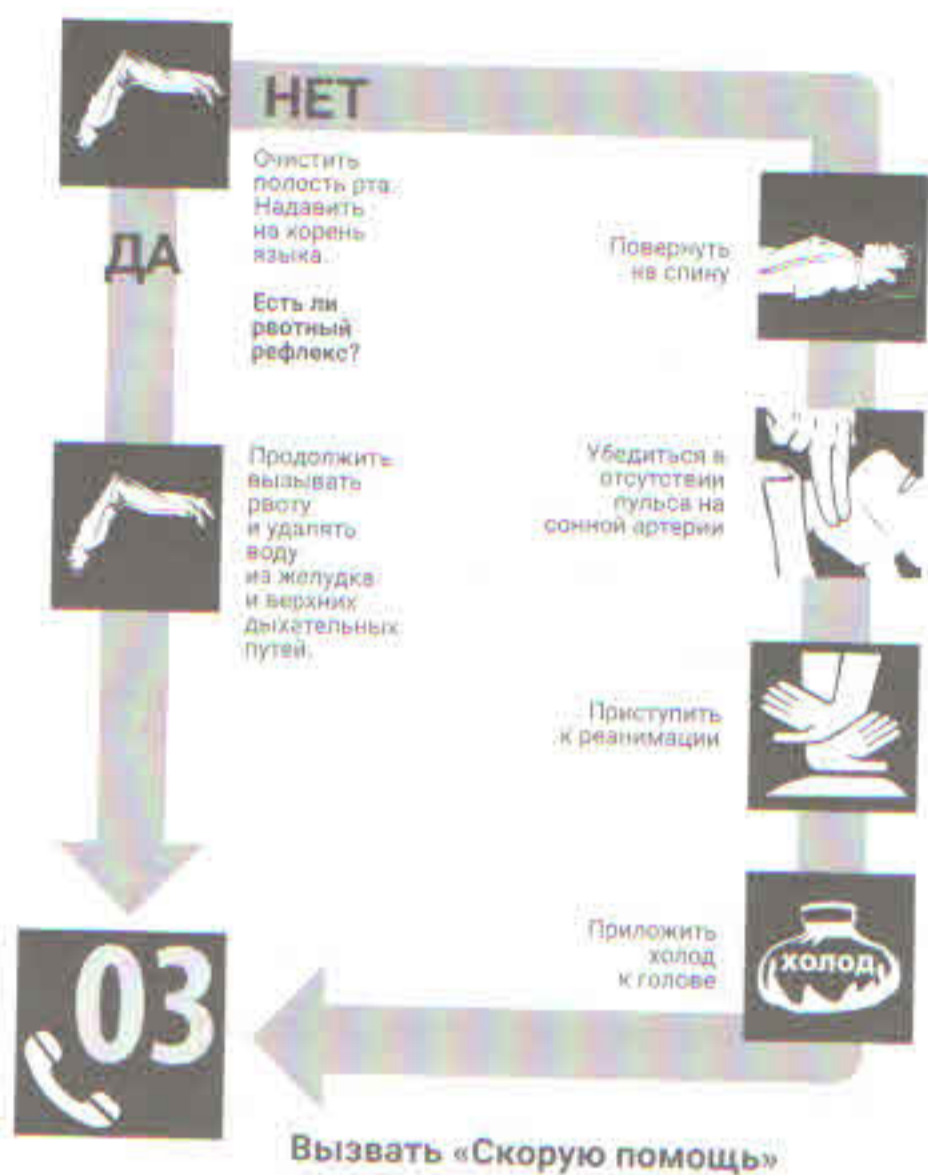 НЕТ
Очистить
полость рта.
Надавить
на корень
языка.
Есть ли
рвотный
рефлекс?
ДА
Повернуть
на спину
Продолжить
вызывать
рвоту
и удалять
воду
из желудка
и верхних
дыхательных
путей.
Убедиться в
отсутствии
пульса на
сонной артерии
Приступить
к реанимации
Приложить
холод
к голове
холод
03
Вызвать «Скорую помощь»